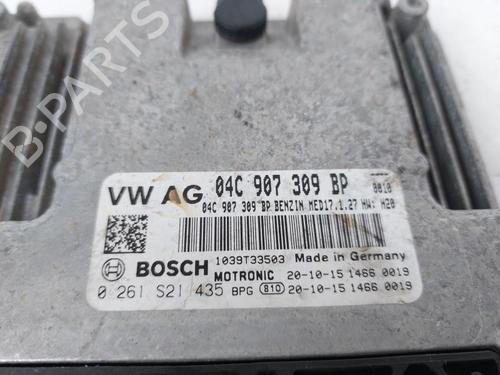 B-PARTS
VW AG 04C 907 309 BP
04C 907 309 BP BENZIN MED17.1.27 HW: H20
BOSCH 1039T33503 Made in Germany
MOTRONIC 20-10-15 1466 0019
0 261 S21 435 BPG B10 20-10-15 1466 0019